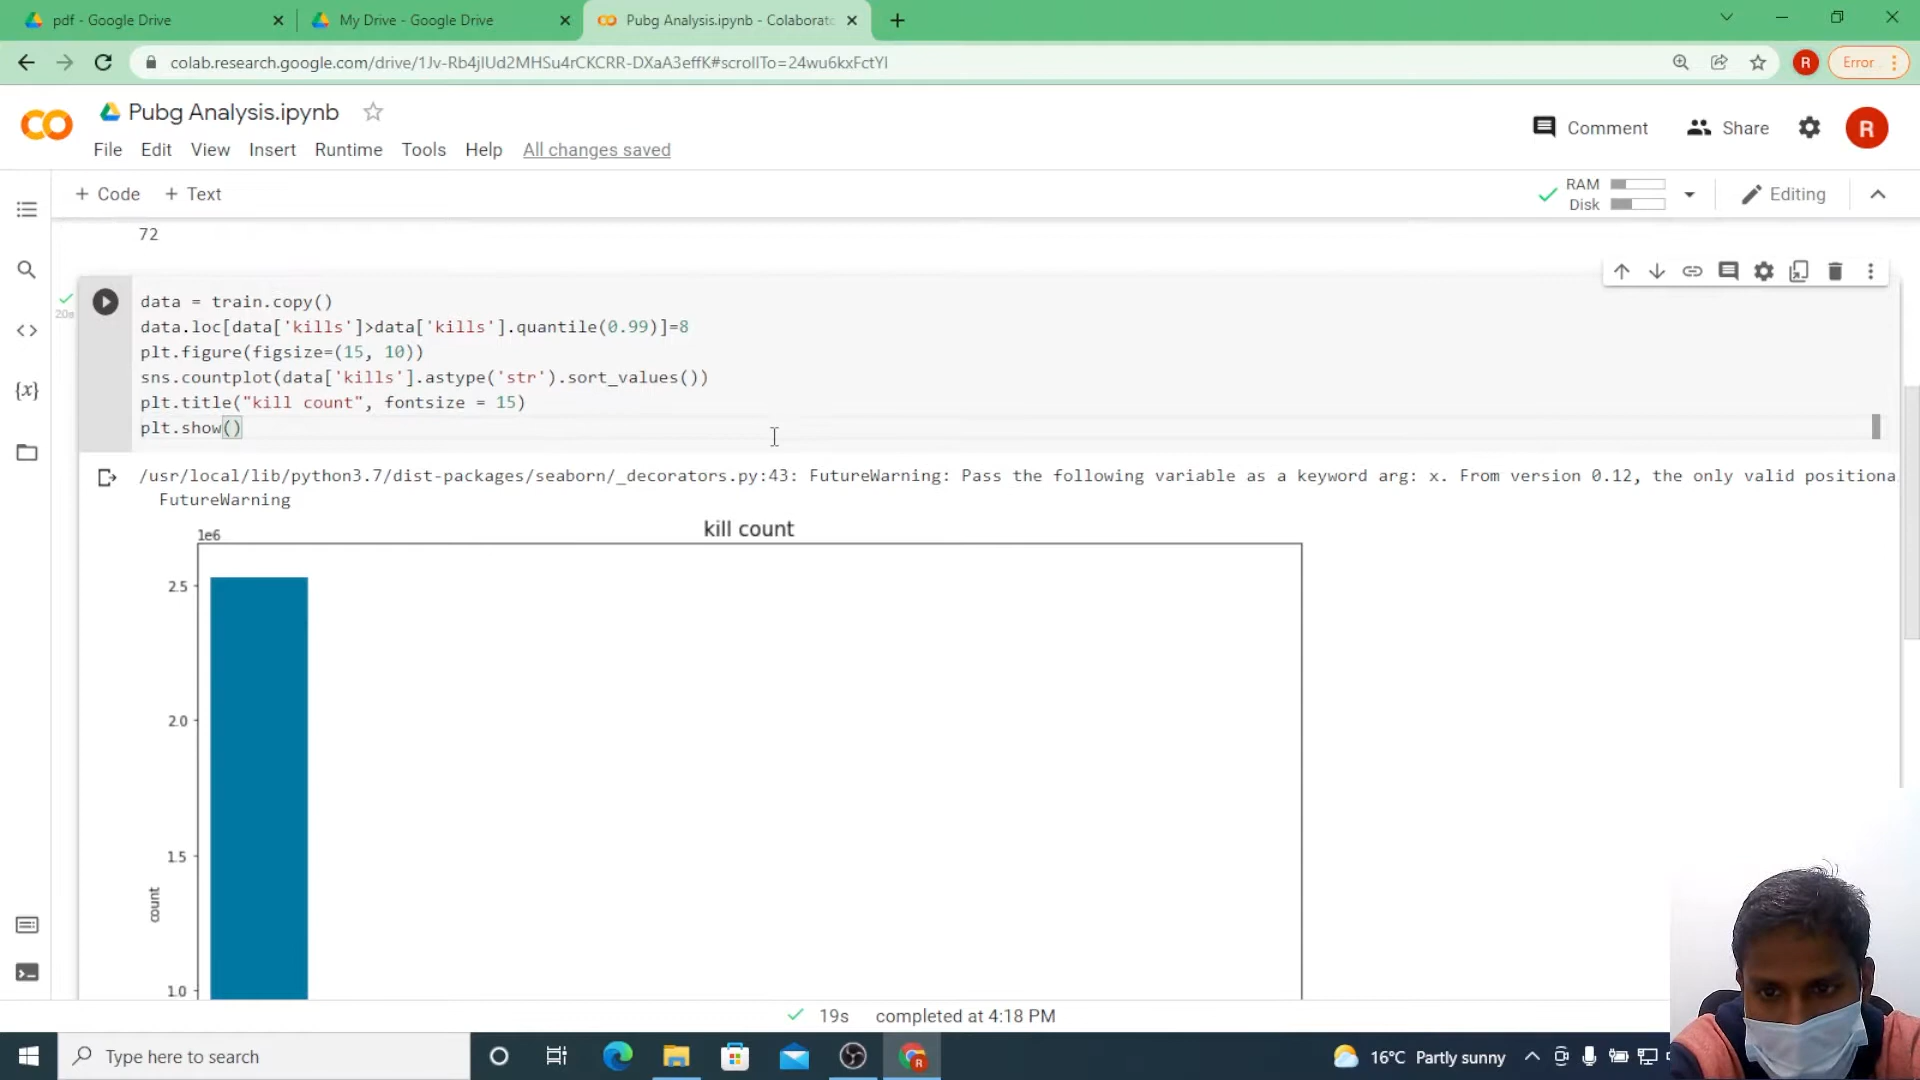 pdf - Google Drive
My Drive - Google Drive
Pubg Analysis.ipynb - Colaborat
colab.research.google.com/drive/1Jv-Rb4jlUd2MHSu4rCKCRR-DXaA3effK#scrollTo=24wu6kxFctYl
R
Error
Pubg Analysis.ipynb
File Edit View Insert Runtime Tools Help All changes saved
Comment
Share
R
+ Code + Text
RAM
Disk
Editing
72
20s
data = train.copy()
data.loc[data['kills']>data['kills'].quantile(0.99)]=8
plt.figure(figsize=(15, 10))
sns.countplot(data['kills'].astype('str').sort_values())
plt.title("kill count", fontsize = 15)
plt.show()
/usr/local/lib/python3.7/dist-packages/seaborn/_decorators.py:43: FutureWarning: Pass the following variable as a keyword arg: x. From version 0.12, the only valid positiona
FutureWarning
kill count
1e6
2.5
2.0
1.5
count
1.0
19s completed at 4:18 PM
Type here to search
16°C Partly sunny